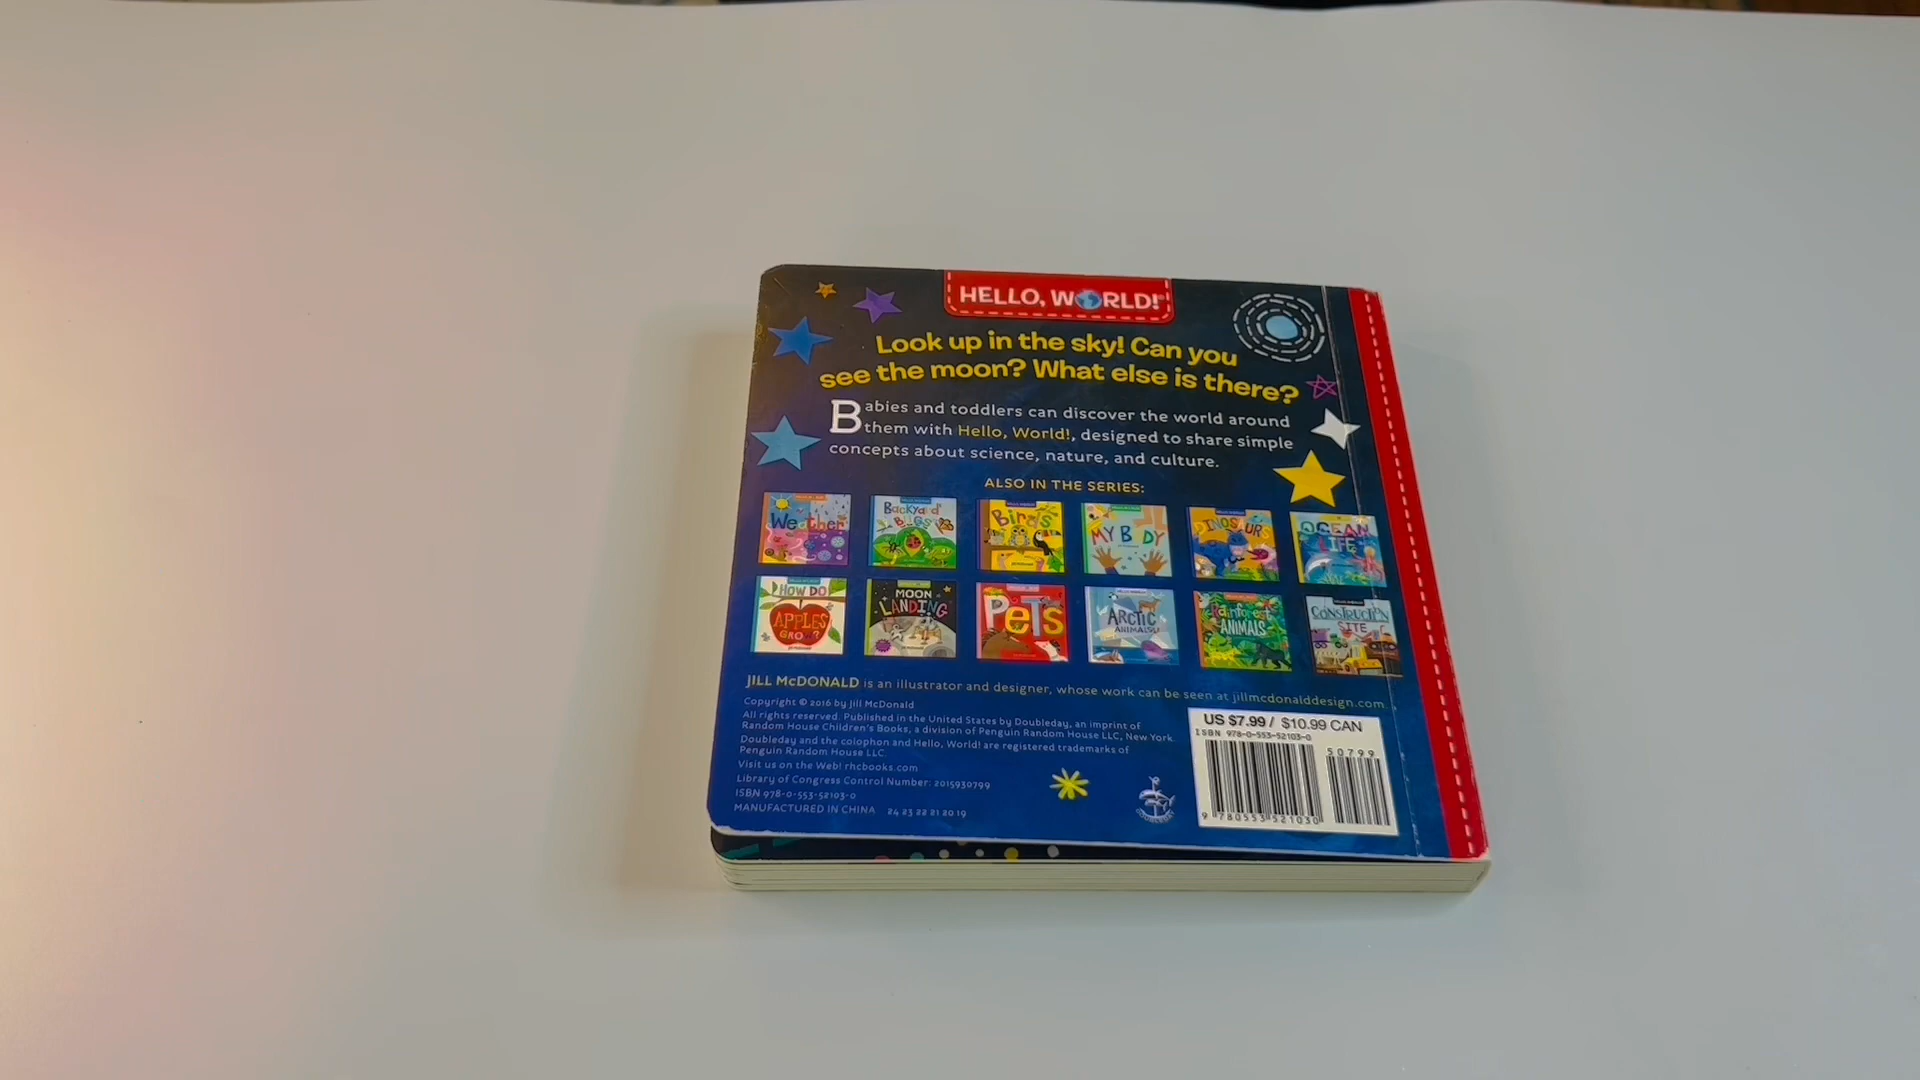 HELLO, WORLD!
Look up in the sky! Can you
see the moon? What else is there?
Babies and toddlers can discover the world around
them with Hello, World!, designed to share simple
concepts about science, nature, and culture.
ALSO IN THE SERIES:
Weather
Backyard BUGS
Birds
MY BODY
DINOSAURS
OCEAN LIFE
HOW DO APPLES GROW?
MOON LANDING
PETS
ARCTIC ANIMALS
Rainforest ANIMALS
CONSTRUCTION SITE
JILL McDONALD is an illustrator and designer, whose work can be seen at jillmcdonalddesign.com.
Copyright © 2016 by Jill McDonald
All rights reserved. Published in the United States by Doubleday, an imprint of
Random House Children's Books, a division of Penguin Random House LLC, New York.
Doubleday and the colophon and Hello, World! are registered trademarks of
Penguin Random House LLC.
Visit us on the Web! rhcbooks.com
Library of Congress Control Number: 2015930799
ISBN 978-0-553-52103-0
MANUFACTURED IN CHINA 24 23 22 21 20 19
DOUBLEDAY
US $7.99 / $10.99 CAN
ISBN 978-0-553-52103-0
50799
9 780553 521030